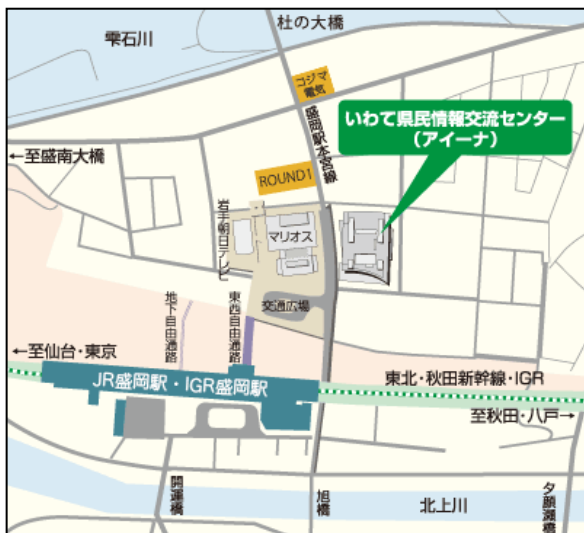 杜の大橋
雫石川
コジマ
電気
盛岡駅本宮線
いわて県民情報交流センター
（アイーナ）
←至盛南大橋
ROUND1
岩手朝日テレビ
マリオス
交通広場
地下自由通路
東西自由通路
←至仙台・東京
JR盛岡駅・IGR盛岡駅
東北・秋田新幹線・IGR
至秋田・八戸→
開運橋
旭橋
北上川
夕顔瀬橋